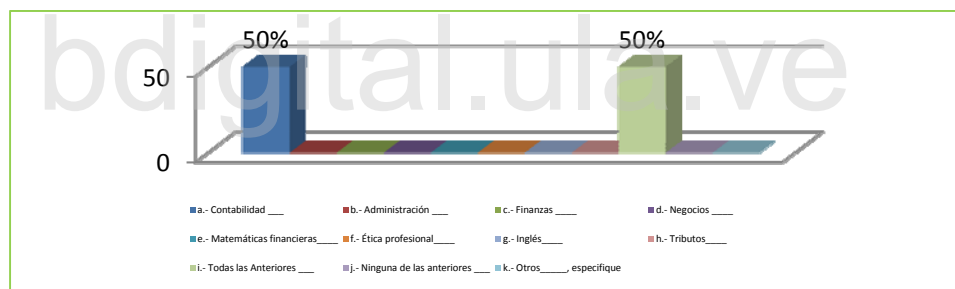 bdigital.ula.ve
50% 50%
50
0
a.- Contabilidad ___ b.- Administración ___ c.- Finanzas ____ d.- Negocios ____
e.- Matemáticas financieras____ f.- Ética profesional____ g.- Inglés____ h.- Tributos____
i.- Todas las Anteriores ___ j.- Ninguna de las anteriores ___ k.- Otros_____, especifique